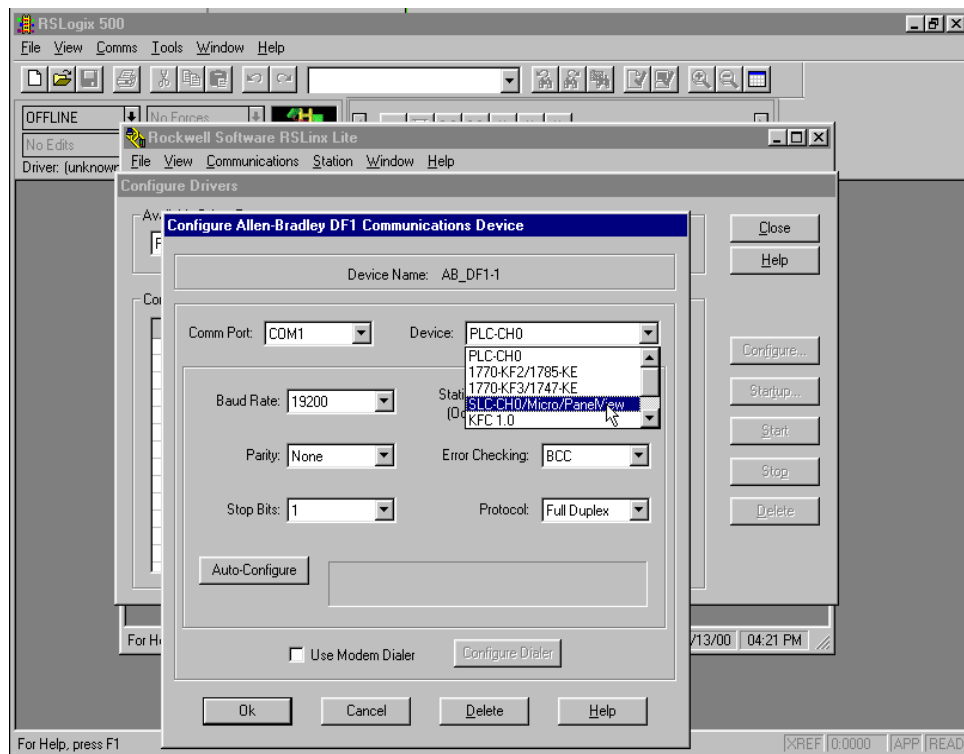 RSLogix 500
File View Comms Tools Window Help
OFFLINE
No Forces
No Edits
Driver: (unknown
Rockwell Software RSLinx Lite
File View Communications Station Window Help
Configure Drivers
Configure Allen-Bradley DF1 Communications Device
Close
Help
Device Name: AB_DF1-1
Comm Port: COM1
Device: PLC-CH0
PLC-CH0
1770-KF2/1785-KE
1770-KF3/1747-KE
SLC-CH0/Micro/PanelView
KFC 1.0
Configure...
Startup...
Start
Stop
Delete
Baud Rate: 19200
Parity: None
Error Checking: BCC
Stop Bits: 1
Protocol: Full Duplex
Auto-Configure
Use Modem Dialer
Configure Dialer
Ok Cancel Delete Help
For H
/13/00 04:21 PM
For Help, press F1
XREF 0:0000 APP READ